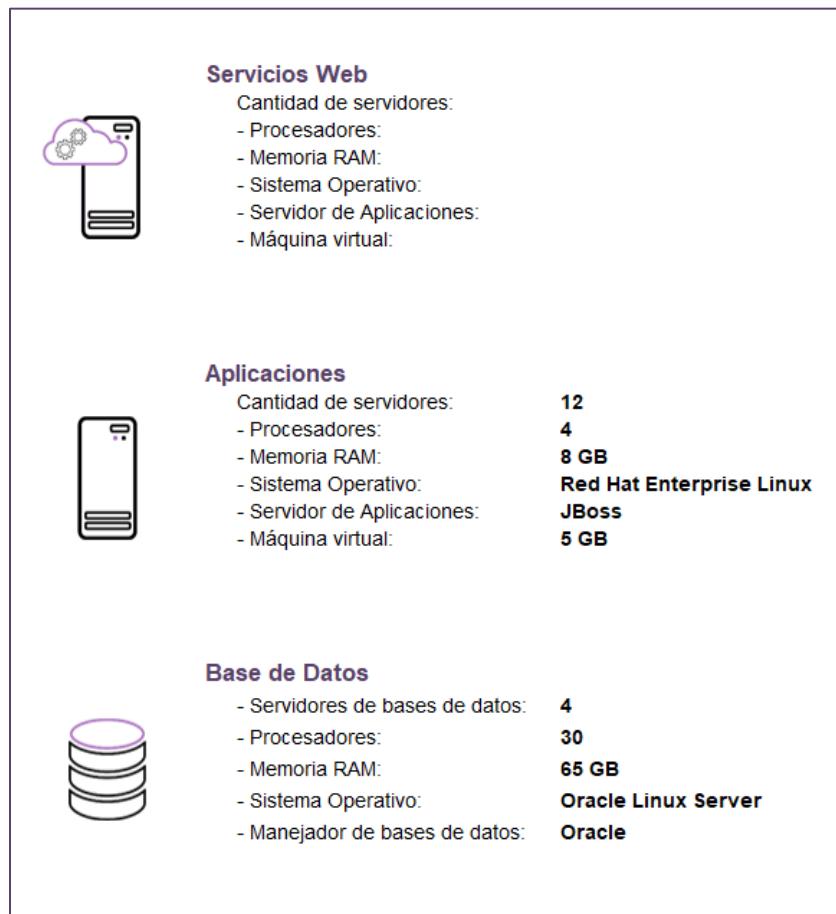 Servicios Web
Cantidad de servidores:
- Procesadores:
- Memoria RAM:
- Sistema Operativo:
- Servidor de Aplicaciones:
- Máquina virtual:
Aplicaciones
Cantidad de servidores: 12
- Procesadores: 4
- Memoria RAM: 8 GB
- Sistema Operativo: Red Hat Enterprise Linux
- Servidor de Aplicaciones: JBoss
- Máquina virtual: 5 GB
Base de Datos
- Servidores de bases de datos: 4
- Procesadores: 30
- Memoria RAM: 65 GB
- Sistema Operativo: Oracle Linux Server
- Manejador de bases de datos: Oracle